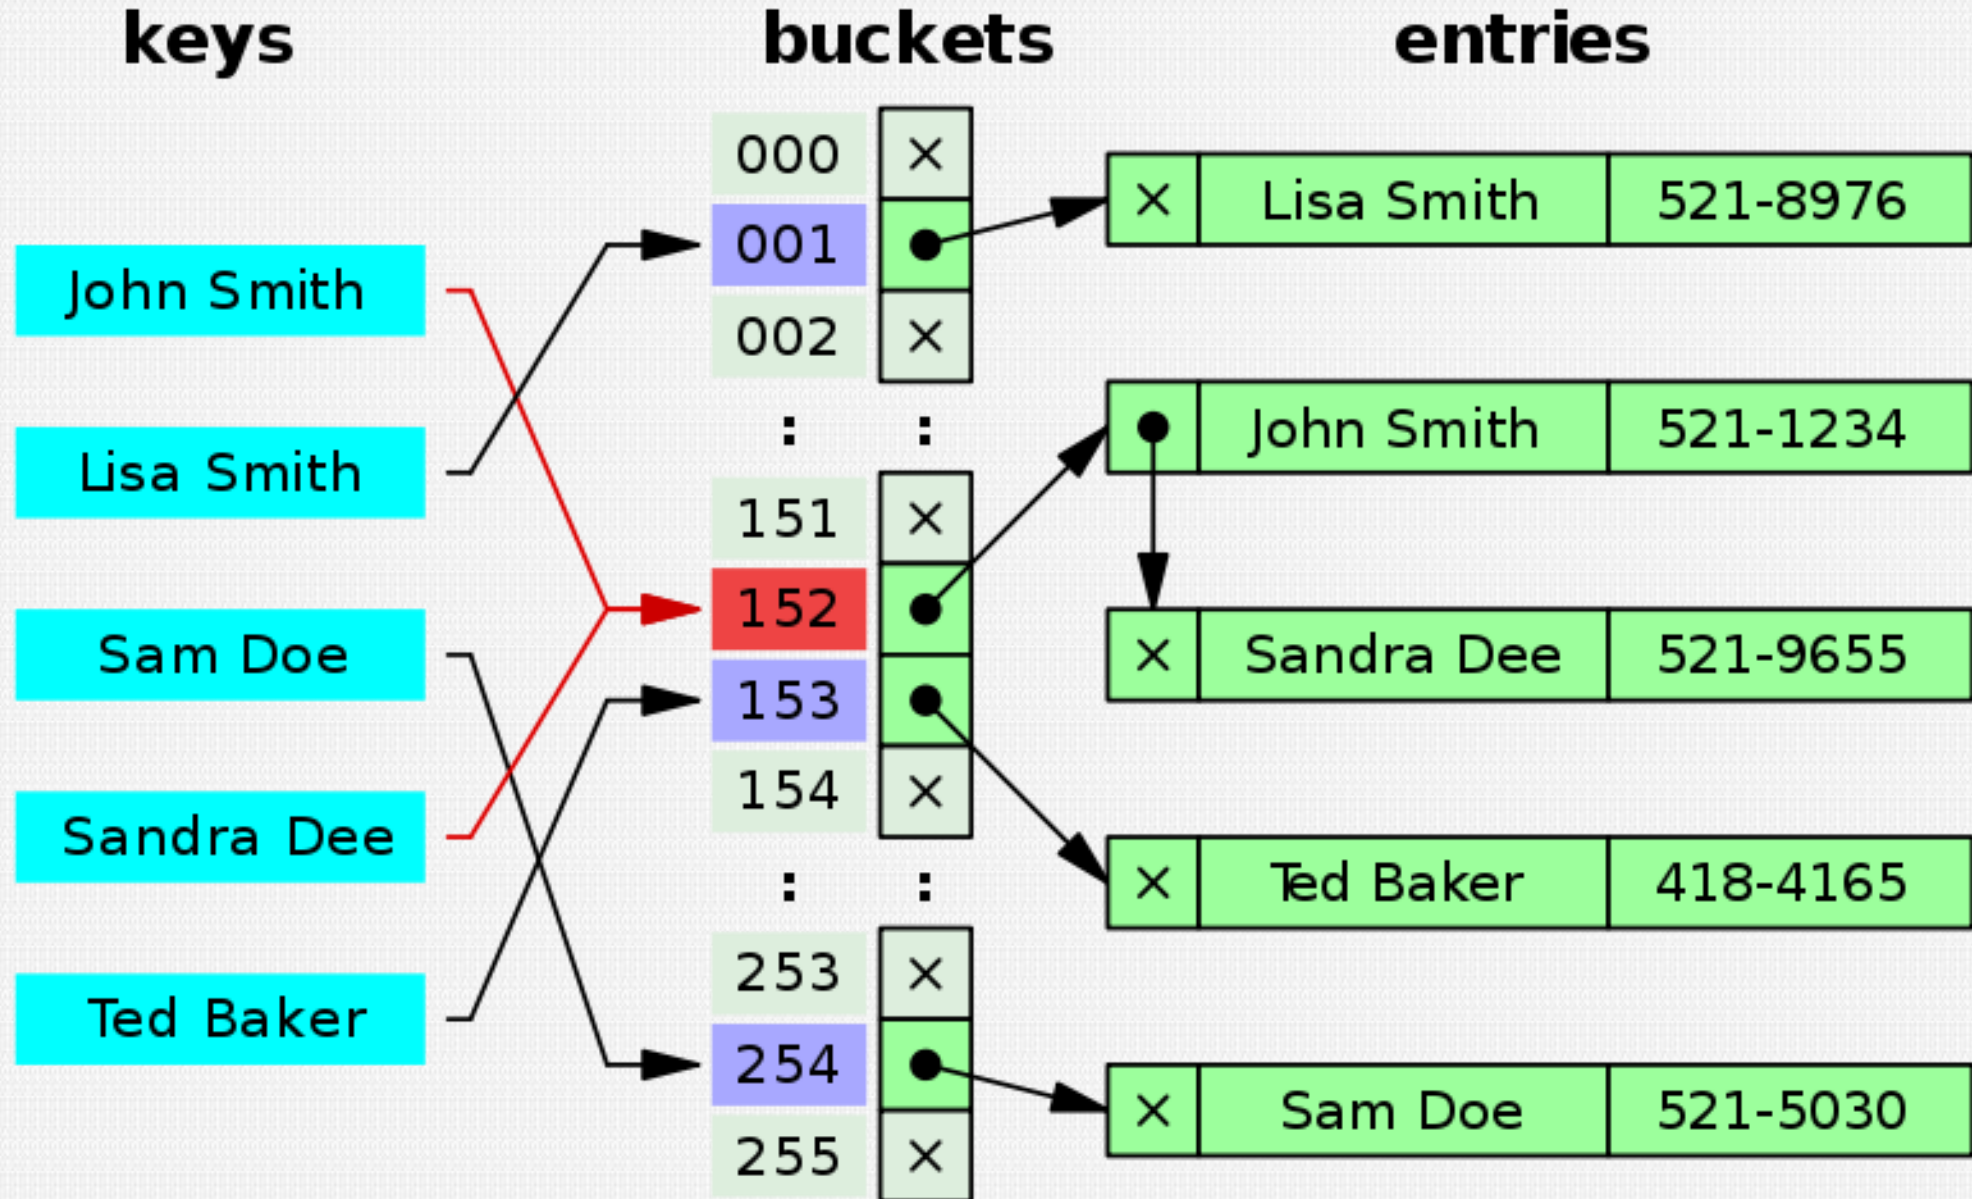 keys
buckets
entries
John Smith
Lisa Smith
Sam Doe
Sandra Dee
Ted Baker
000
001
002
:
:
151
152
153
154
:
:
253
254
255
Lisa Smith 521-8976
John Smith 521-1234
Sandra Dee 521-9655
Ted Baker 418-4165
Sam Doe 521-5030